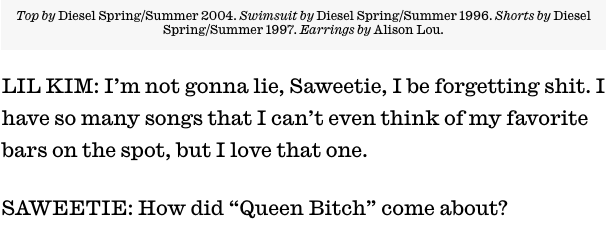 Top by Diesel Spring/Summer 2004. Swimsuit by Diesel Spring/Summer 1996. Shorts by Diesel
Spring/Summer 1997. Earrings by Alison Lou.
LIL KIM: I’m not gonna lie, Saweetie, I be forgetting shit. I
have so many songs that I can’t even think of my favorite
bars on the spot, but I love that one.
SAWEETIE: How did “Queen Bitch” come about?